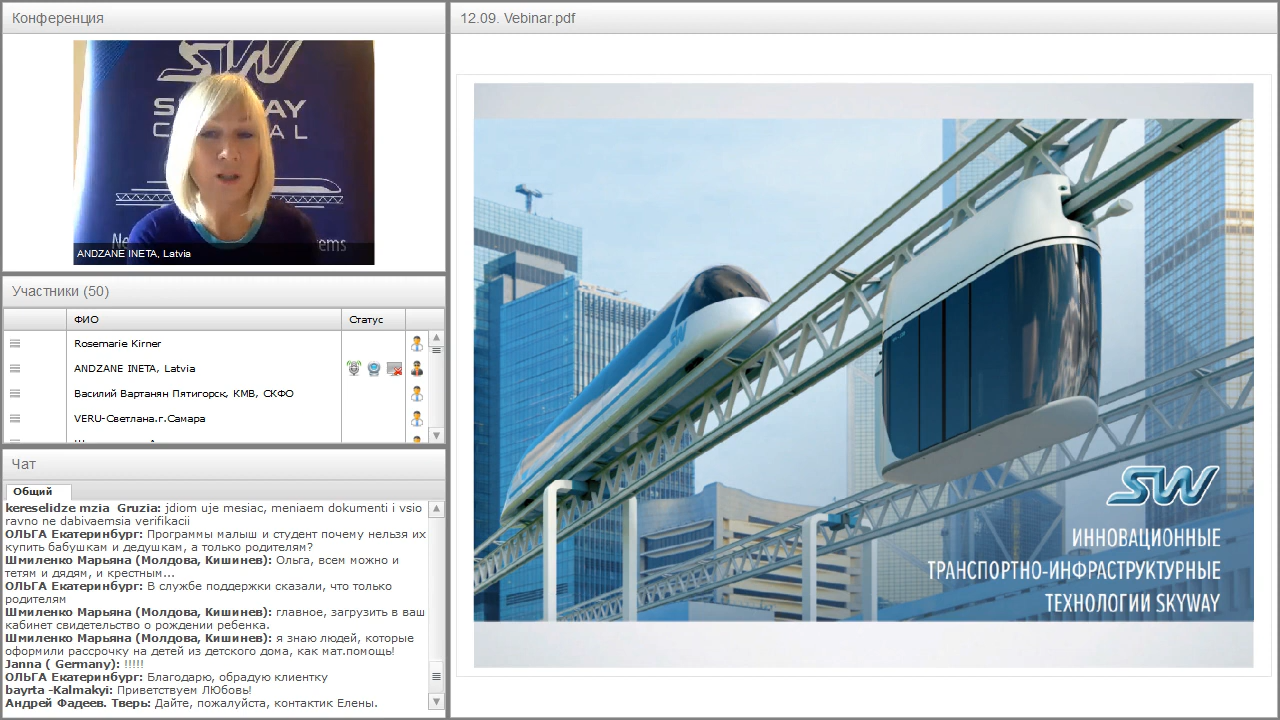 Конференция
SW
SKYWAY
ANDZANE INETA, Latvia
Участники (50)
ФИО
Статус
Rosemarie Kirner
ANDZANE INETA, Latvia
Василий Вартанян Пятигорск, КМВ, СКФО
VERU-Светлана.г.Самара
Чат
Общий
kereselidze mzia Gruzia: jdiom uje mesiac, meniaem dokumenti i vsio
ravno ne dabivaemsia verifikacii
ОЛЬГА Екатеринбург: Программы малыш и студент почему нельзя их
купить бабушкам и дедушкам, а только родителям?
Шмиленко Марьяна (Молдова, Кишинев): Ольга, всем можно и
тетям и дядям, и крестным...
ОЛЬГА Екатеринбург: В службе поддержки сказали, что только
родителям
Шмиленко Марьяна (Молдова, Кишинев): главное, загрузить в ваш
кабинет свидетельство о рождении ребенка.
Шмиленко Марьяна (Молдова, Кишинев): я знаю людей, которые
оформили рассрочку на детей из детского дома, как мат.помощь!
Janna ( Germany): !!!!!
ОЛЬГА Екатеринбург: Благодарю, обрадую клиентку
bayrta -Kalmakyi: Приветствуем ЛЮбовь!
Андрей Фадеев. Тверь: Дайте, пожалуйста, контактик Елены.
12.09. Vebinar.pdf
SW
ИННОВАЦИОННЫЕ
ТРАНСПОРТНО-ИНФРАСТРУКТУРНЫЕ
ТЕХНОЛОГИИ SKYWAY